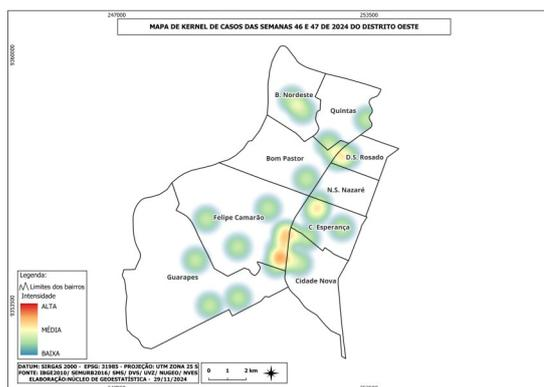 247000
253500
MAPA DE KERNEL DE CASOS DAS SEMANAS 46 E 47 DE 2024 DO DISTRITO OESTE
9360000
B. Nordeste
Quintas
Bom Pastor
D.S. Rosado
N.S. Nazaré
Felipe Camarão
C. Esperança
Guarapes
Cidade Nova
9353500
Legenda:
Limites dos bairros
Intensidade
ALTA
MÉDIA
BAIXA
DATUM: SIRGAS 2000 - EPSG: 31985 - PROJEÇÃO: UTM ZONA 25 S
FONTE: IBGE2010/ SEMURB2016/ SMS/ DVS/ UVZ/ NUGEO/ NVES
ELABORAÇÃO:NÚCLEO DE GEOESTATÍSTICA - 29/11/2024
0 1 2 km